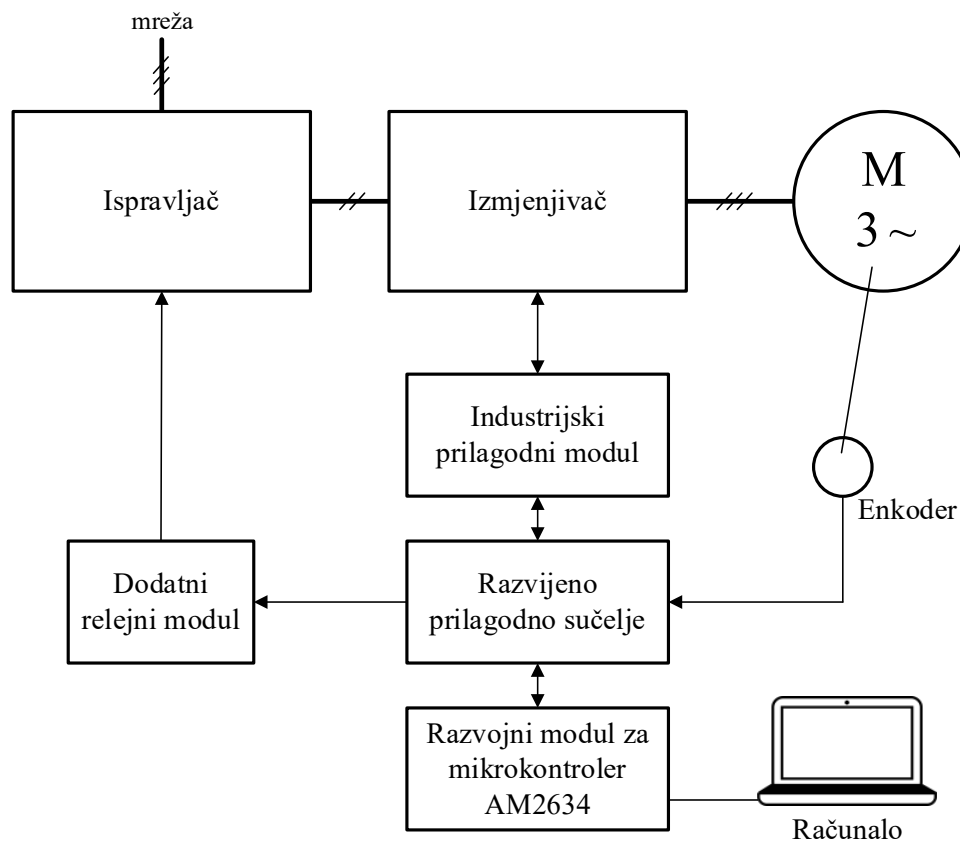 mreža
Ispravljač
Izmjenjivač
M
3 ~
Industrijski
prilagodni modul
Enkoder
Dodatni
relejni modul
Razvijeno
prilagodno sučelje
Razvojni modul za
mikrokontroler
AM2634
Računalo